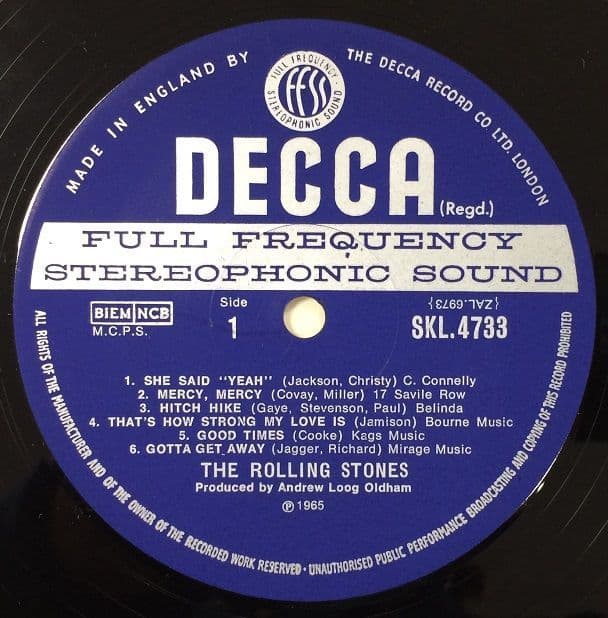 MADE IN ENGLAND BY
THE DECCA RECORD CO. LTD. LONDON
FULL FREQUENCY
FFSS
STEREOPHONIC SOUND
DECCA (Regd.)
FULL FREQUENCY
STEREOPHONIC SOUND
BIEM NCB
M.C.P.S.
Side
1
{ZAL.6973}
SKL.4733
1. SHE SAID "YEAH" (Jackson, Christy) C. Connelly
2. MERCY, MERCY (Covay, Miller) 17 Savile Row
3. HITCH HIKE (Gaye, Stevenson, Paul) Belinda
4. THAT'S HOW STRONG MY LOVE IS (Jamison) Bourne Music
5. GOOD TIMES (Cooke) Kags Music
6. GOTTA GET AWAY (Jagger, Richard) Mirage Music
THE ROLLING STONES
Produced by Andrew Loog Oldham
℗ 1965
ALL RIGHTS OF THE MANUFACTURER AND OF THE OWNER OF THE RECORDED WORK RESERVED · UNAUTHORISED PUBLIC PERFORMANCE BROADCASTING AND COPYING OF THIS RECORD PROHIBITED